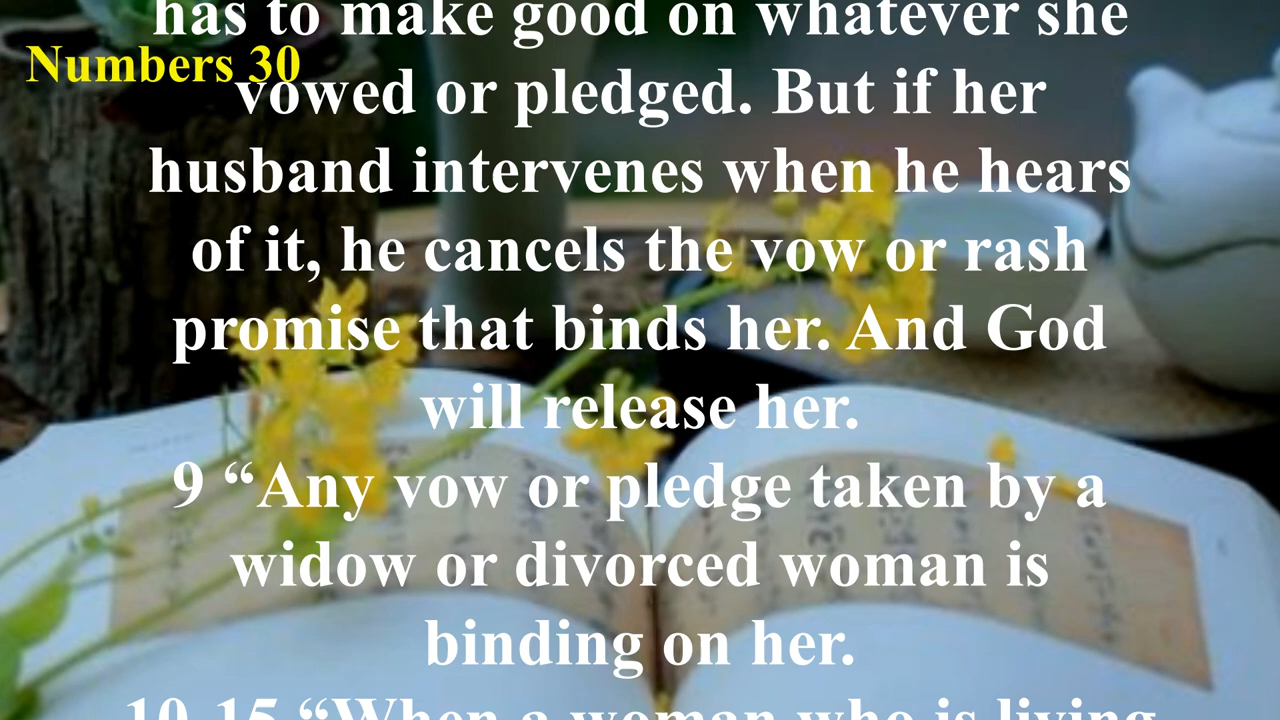 has to make good on whatever she
Numbers 30
vowed or pledged. But if her
husband intervenes when he hears
of it, he cancels the vow or rash
promise that binds her. And God
will release her.
9 “Any vow or pledge taken by a
widow or divorced woman is
binding on her.
10-15 “When a woman who is living